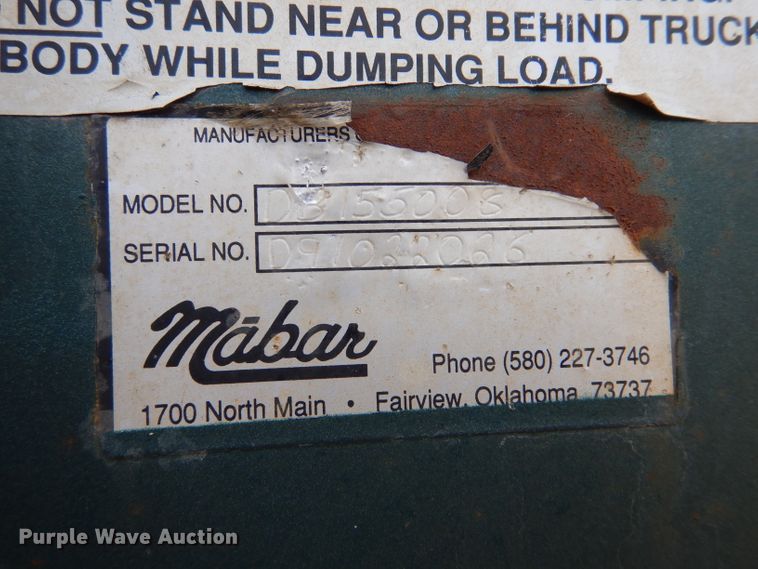 NOT STAND NEAR OR BEHIND TRUCK
BODY WHILE DUMPING LOAD.
MANUFACTURERS
MODEL NO.
SERIAL NO.
Mabar
Phone (580) 227-3746
1700 North Main • Fairview, Oklahoma 73737
Purple Wave Auction